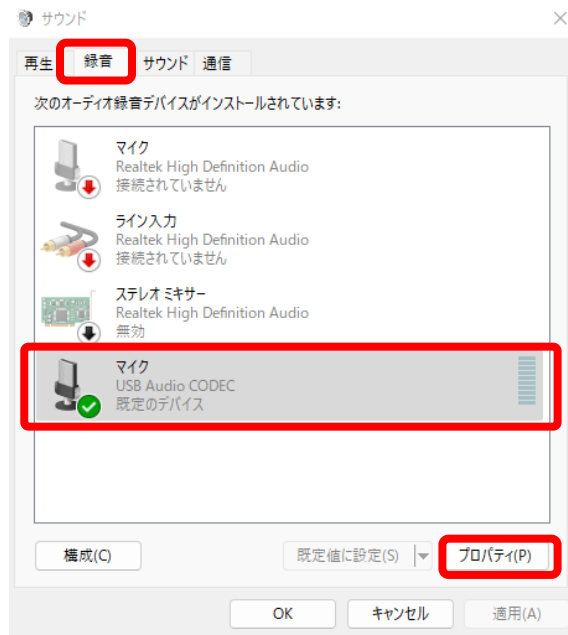 サウンド
再生 録音 サウンド 通信
次のオーディオ録音デバイスがインストールされています:
マイク
Realtek High Definition Audio
接続されていません
ライン入力
Realtek High Definition Audio
接続されていません
ステレオ ミキサー
Realtek High Definition Audio
無効
マイク
USB Audio CODEC
既定のデバイス
構成(C) 既定値に設定(S) プロパティ(P)
OK キャンセル 適用(A)